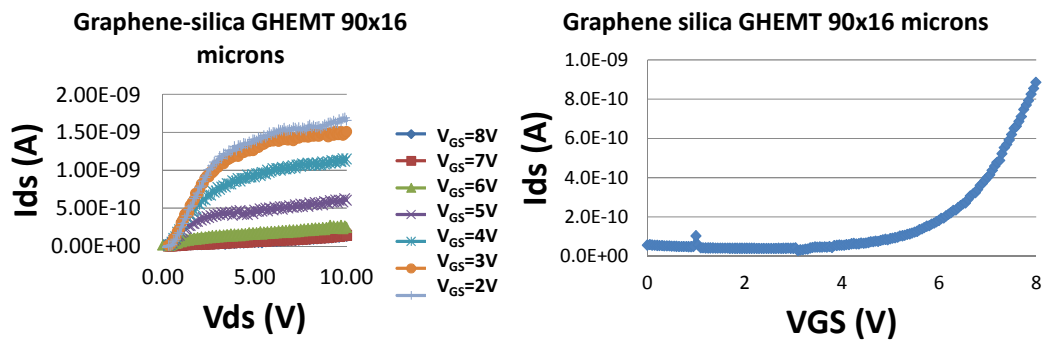 Graphene-silica GHEMT 90x16
microns
2.00E-09
1.50E-09
1.00E-09
5.00E-10
0.00E+00
Ids (A)
0.00
5.00
10.00
Vds (V)
VGS=8V
VGS=7V
VGS=6V
VGS=5V
VGS=4V
VGS=3V
VGS=2V
Graphene silica GHEMT 90x16 microns
1.0E-09
8.0E-10
6.0E-10
4.0E-10
2.0E-10
0.0E+00
Ids (A)
0
2
4
6
8
VGS (V)